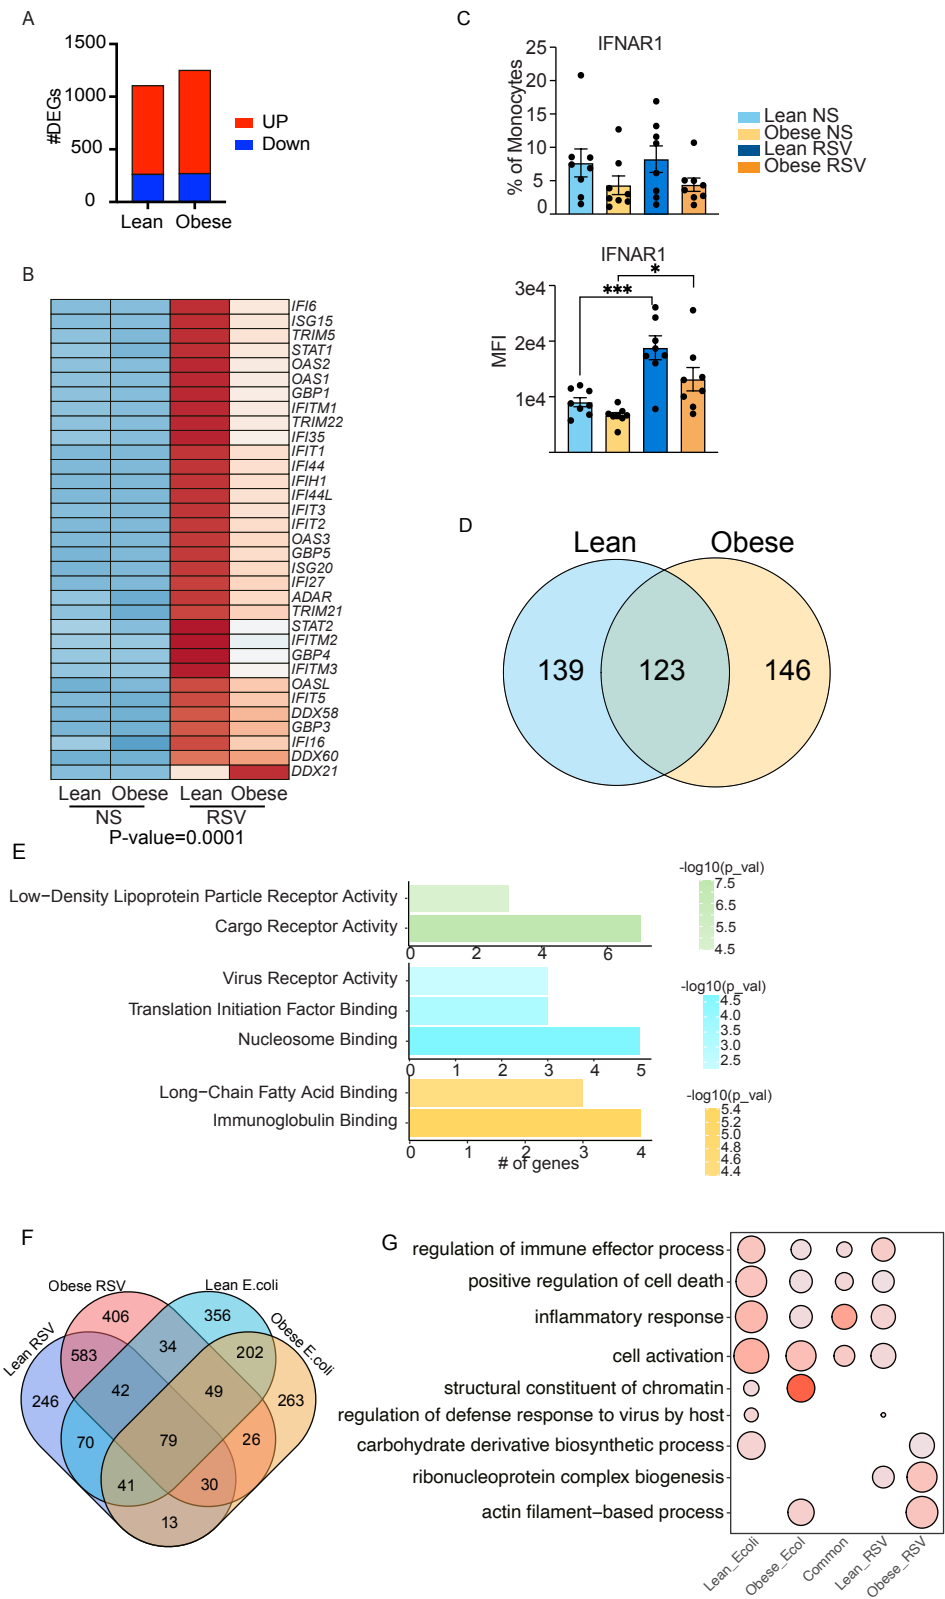 A
1500
1000
500
0
#DEGs
Lean Obese
UP
Down
B
IFI6
ISG15
TRIM5
STAT1
OAS2
OAS1
GBP1
IFITM1
TRIM22
IFI35
IFIT1
IFI44
IFIH1
IFI44L
IFIT3
IFIT2
OAS3
GBP5
ISG20
IFI27
ADAR
TRIM21
STAT2
IFITM2
GBP4
IFITM3
OASL
IFIT5
DDX58
GBP3
IFI16
DDX60
DDX21
Lean Obese Lean Obese
NS RSV
P-value=0.0001
C
IFNAR1
25
20
15
10
5
0
% of Monocytes
Lean NS
Obese NS
Lean RSV
Obese RSV
IFNAR1
*
***
3e4
2e4
1e4
MFI
D
Lean Obese
139 123 146
E
Low−Density Lipoprotein Particle Receptor Activity
Cargo Receptor Activity
0 2 4 6
-log10(p_val)
7.5
6.5
5.5
4.5
Virus Receptor Activity
Translation Initiation Factor Binding
Nucleosome Binding
0 1 2 3 4 5
-log10(p_val)
4.5
4.0
3.5
3.0
2.5
Long−Chain Fatty Acid Binding
Immunoglobulin Binding
0 1 2 3 4
# of genes
-log10(p_val)
5.4
5.2
5.0
4.8
4.6
4.4
F
Lean RSV
Obese RSV
Lean E.coli
Obese E.coli
406 356
583 34 202
246 42 49 263
70 79 26
41 30
13
G
regulation of immune effector process
positive regulation of cell death
inflammatory response
cell activation
structural constituent of chromatin
regulation of defense response to virus by host
carbohydrate derivative biosynthetic process
ribonucleoprotein complex biogenesis
actin filament−based process
Lean_Ecoli
Obese_Ecol
Common
Lean_RSV
Obese_RSV